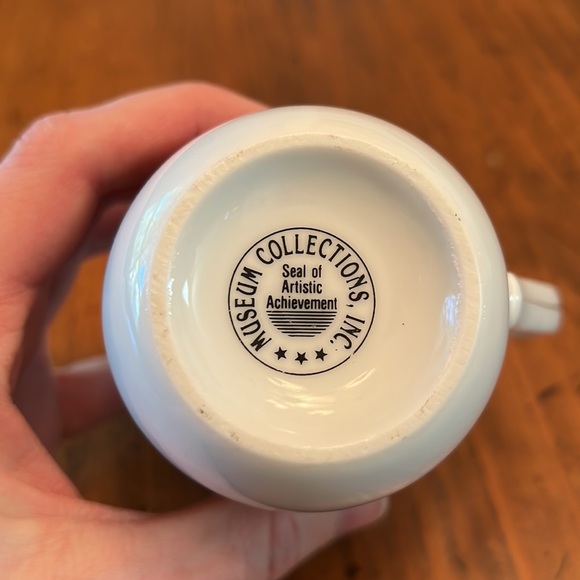 MUSEUM COLLECTIONS, INC.
Seal of
Artistic
Achievement